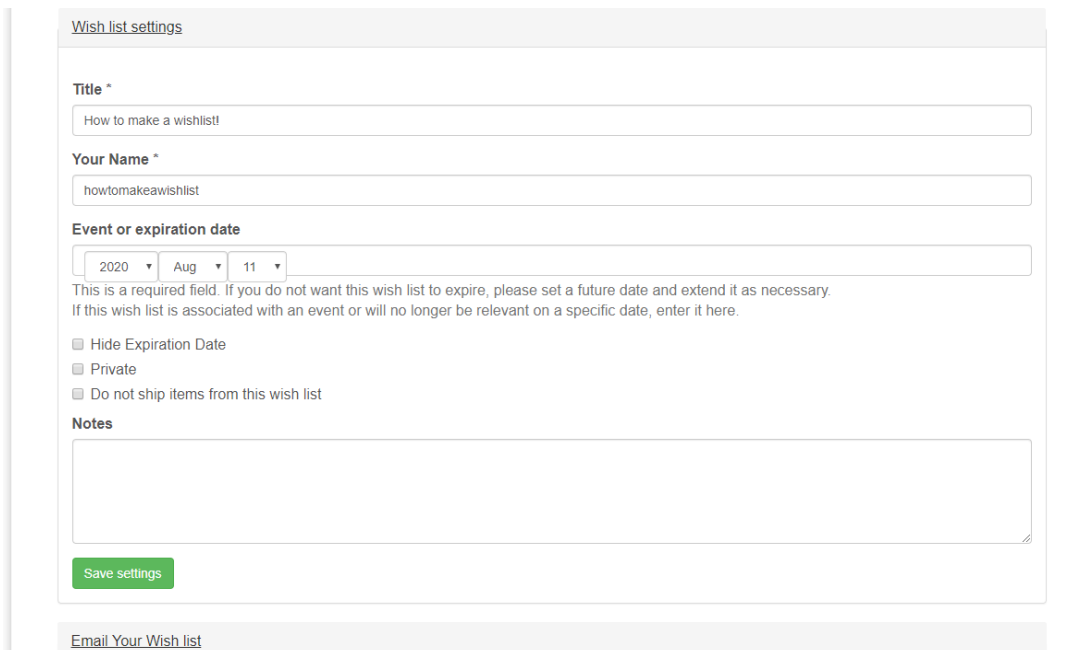 Wish list settings
Title *
How to make a wishlist!
Your Name *
howtomakeawishlist
Event or expiration date
2020 Aug 11
This is a required field. If you do not want this wish list to expire, please set a future date and extend it as necessary.
If this wish list is associated with an event or will no longer be relevant on a specific date, enter it here.
Hide Expiration Date
Private
Do not ship items from this wish list
Notes
Save settings
Email Your Wish list